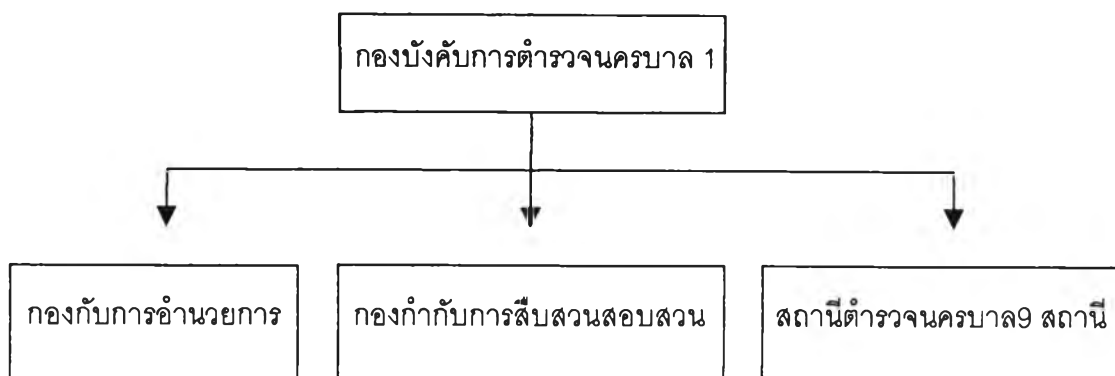 กองบังคับการตำรวจนครบาล 1
กองกับการอำนวยการ
กองกำกับการสืบสวนสอบสวน
สถานีตำรวจนครบาล9 สถานี